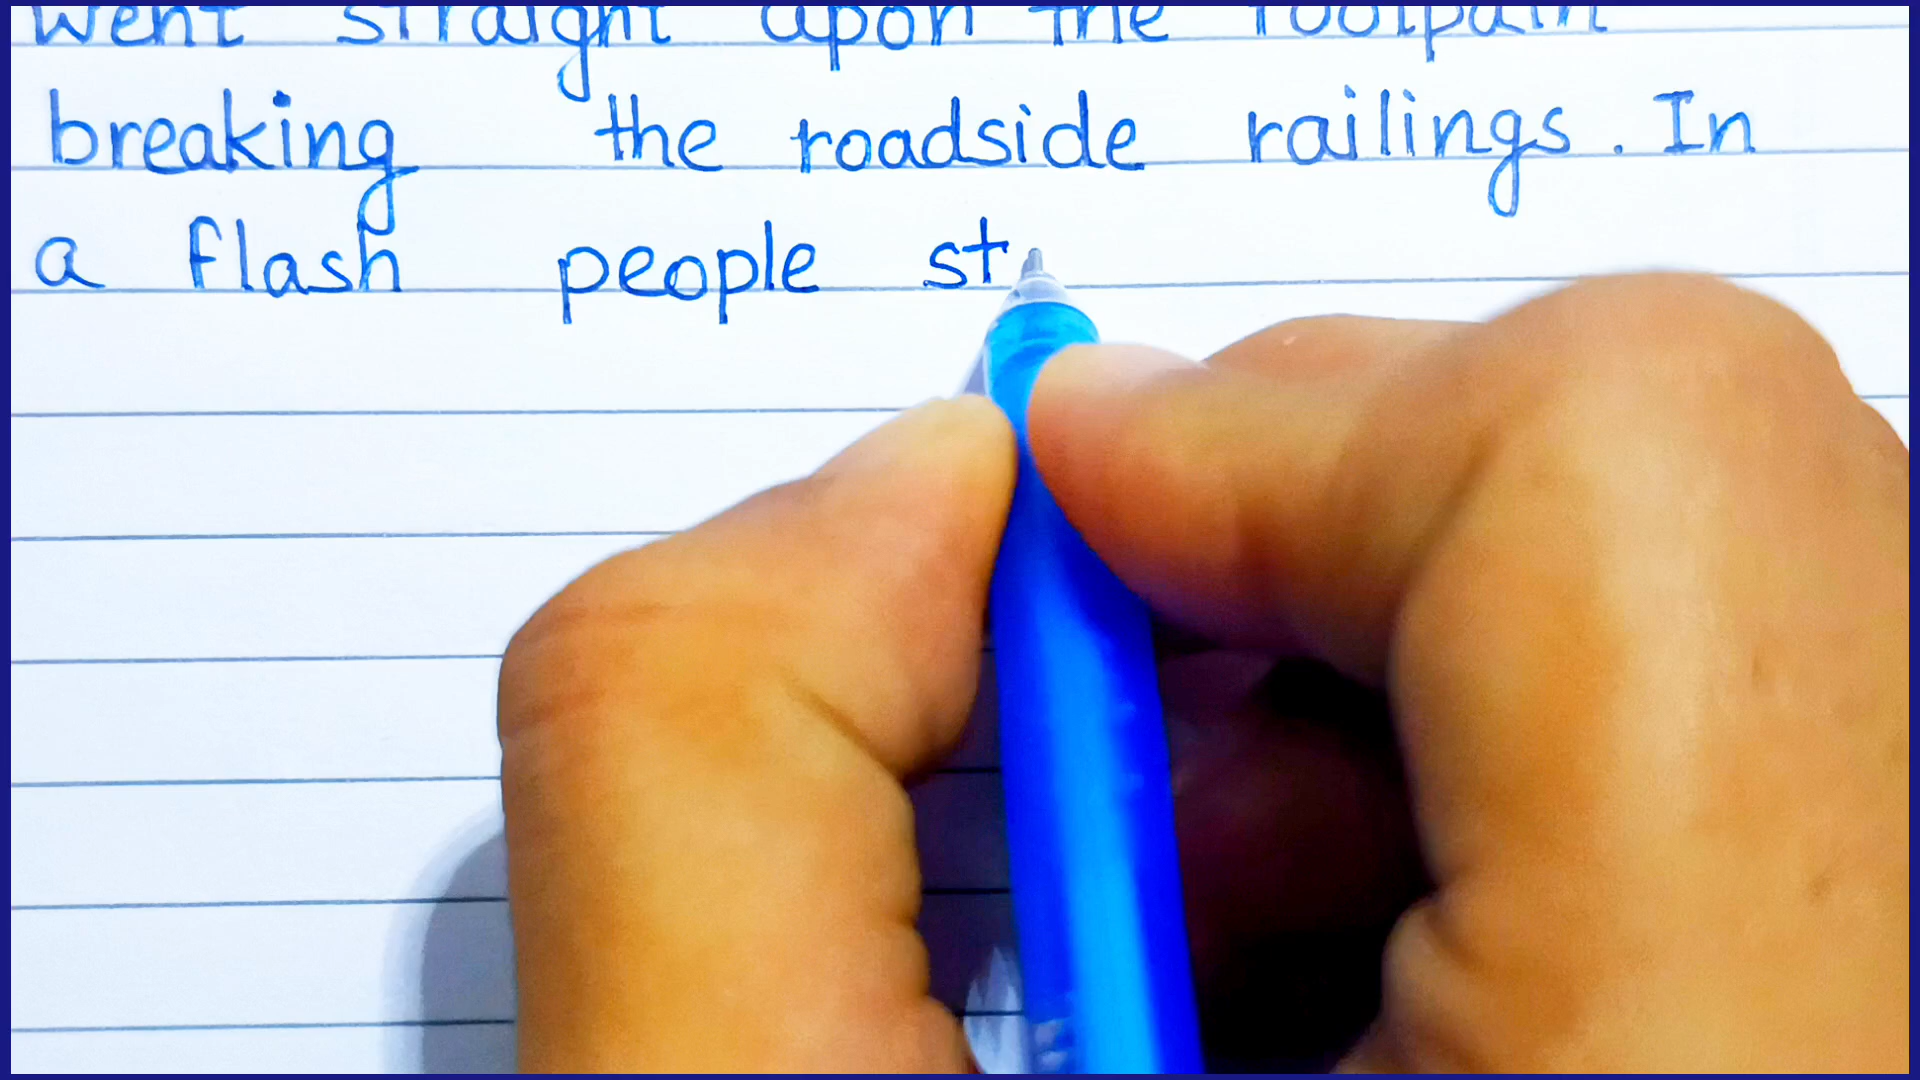 went straight upon the footpath
breaking the roadside railings. In
a flash people st